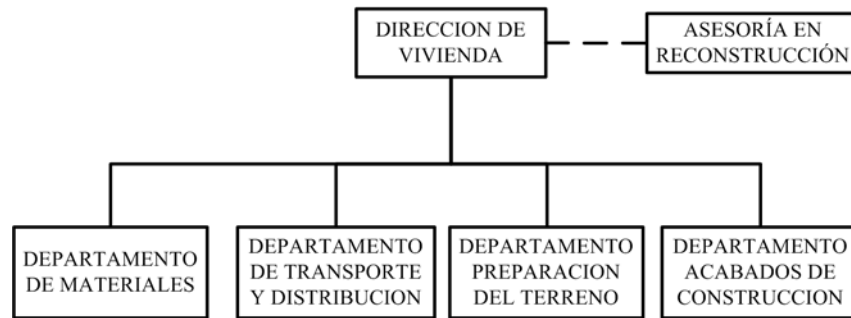 DIRECCION DE
VIVIENDA
ASESORÍA EN
RECONSTRUCCIÓN
DEPARTAMENTO
DE MATERIALES
DEPARTAMENTO
DE TRANSPORTE
Y DISTRIBUCION
DEPARTAMENTO
PREPARACION
DEL TERRENO
DEPARTAMENTO
ACABADOS DE
CONSTRUCCION